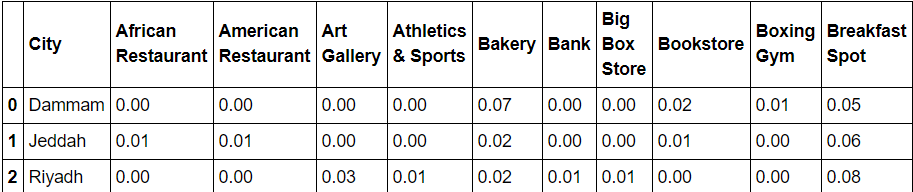 City African Restaurant American Restaurant Art Gallery Athletics & Sports Bakery Bank Big Box Store Bookstore Boxing Gym Breakfast Spot
0 Dammam 0.00 0.00 0.00 0.00 0.07 0.00 0.00 0.02 0.01 0.05
1 Jeddah 0.01 0.01 0.00 0.00 0.02 0.00 0.00 0.01 0.00 0.06
2 Riyadh 0.00 0.00 0.03 0.01 0.02 0.01 0.01 0.00 0.00 0.08